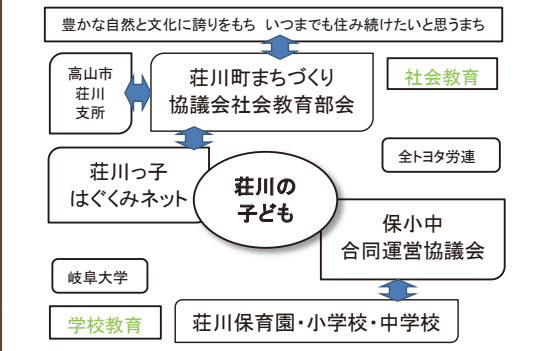 豊かな自然と文化に誇りをもち いつまでも住み続けたいと思うまち
高山市
荘川
支所
荘川町まちづくり
協議会社会教育部会
社会教育
全トヨタ労連
荘川っ子
はぐくみネット
荘川の
子ども
保小中
合同運営協議会
岐阜大学
学校教育
荘川保育園・小学校・中学校